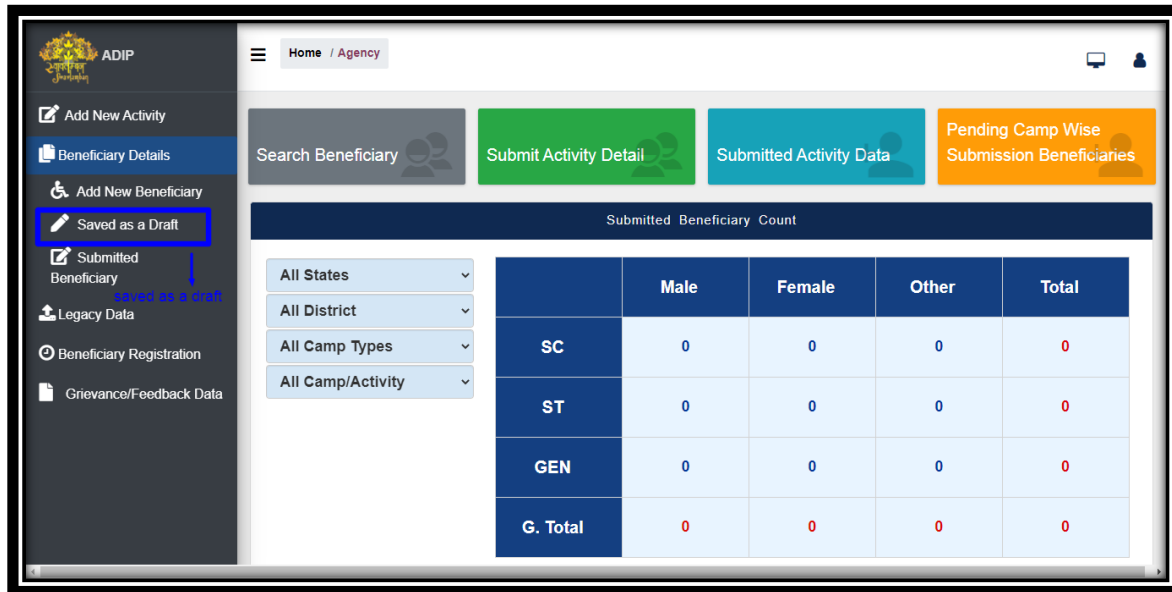 ADIP
स्वावलम्बन
Swavlamban
Home / Agency
Add New Activity
Beneficiary Details
Add New Beneficiary
Saved as a Draft
Submitted
Beneficiary
saved as a draft
Legacy Data
Beneficiary Registration
Grievance/Feedback Data
Search Beneficiary
Submit Activity Detail
Submitted Activity Data
Pending Camp Wise
Submission Beneficiaries
Submitted Beneficiary Count
All States
All District
All Camp Types
All Camp/Activity
Male Female Other Total
SC 0 0 0 0
ST 0 0 0 0
GEN 0 0 0 0
G. Total 0 0 0 0